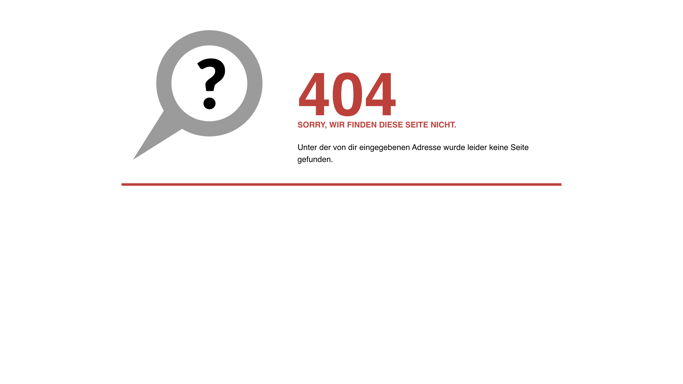 ?
404
SORRY, WIR FINDEN DIESE SEITE NICHT.
Unter der von dir eingegebenen Adresse wurde leider keine Seite
gefunden.